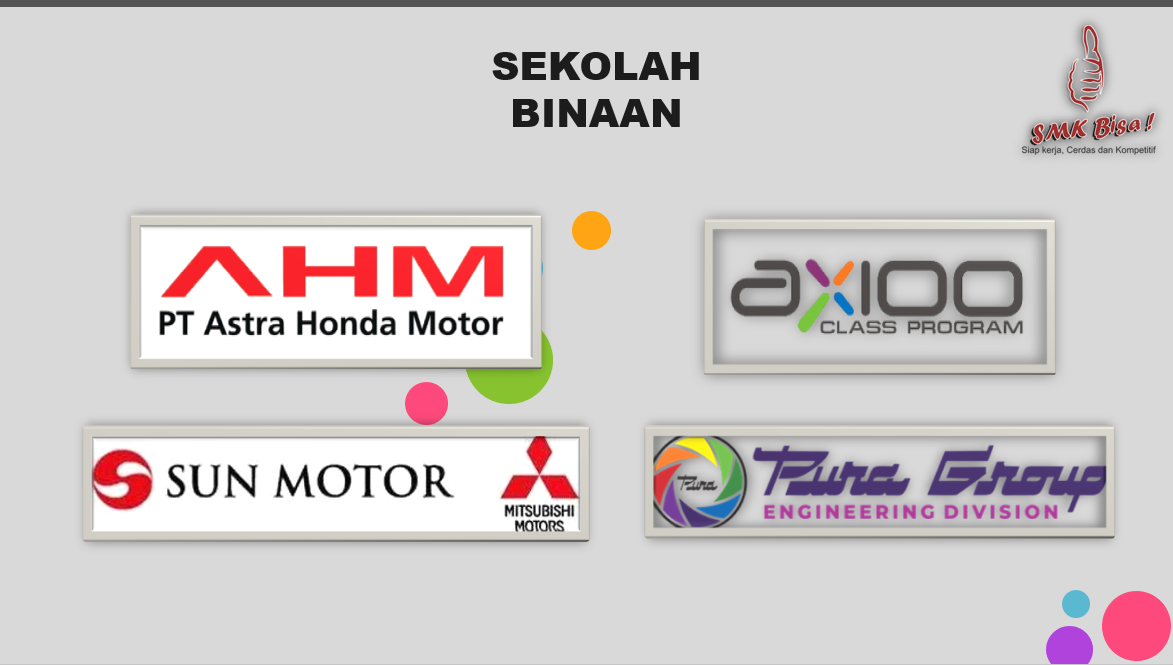 SEKOLAH
BINAAN
SMK Bisa !
Siap kerja, Cerdas dan Kompetitif
AHM
PT Astra Honda Motor
axioo
CLASS PROGRAM
SUN MOTOR
MITSUBISHI
MOTORS
Pura
Pura Group
ENGINEERING DIVISION